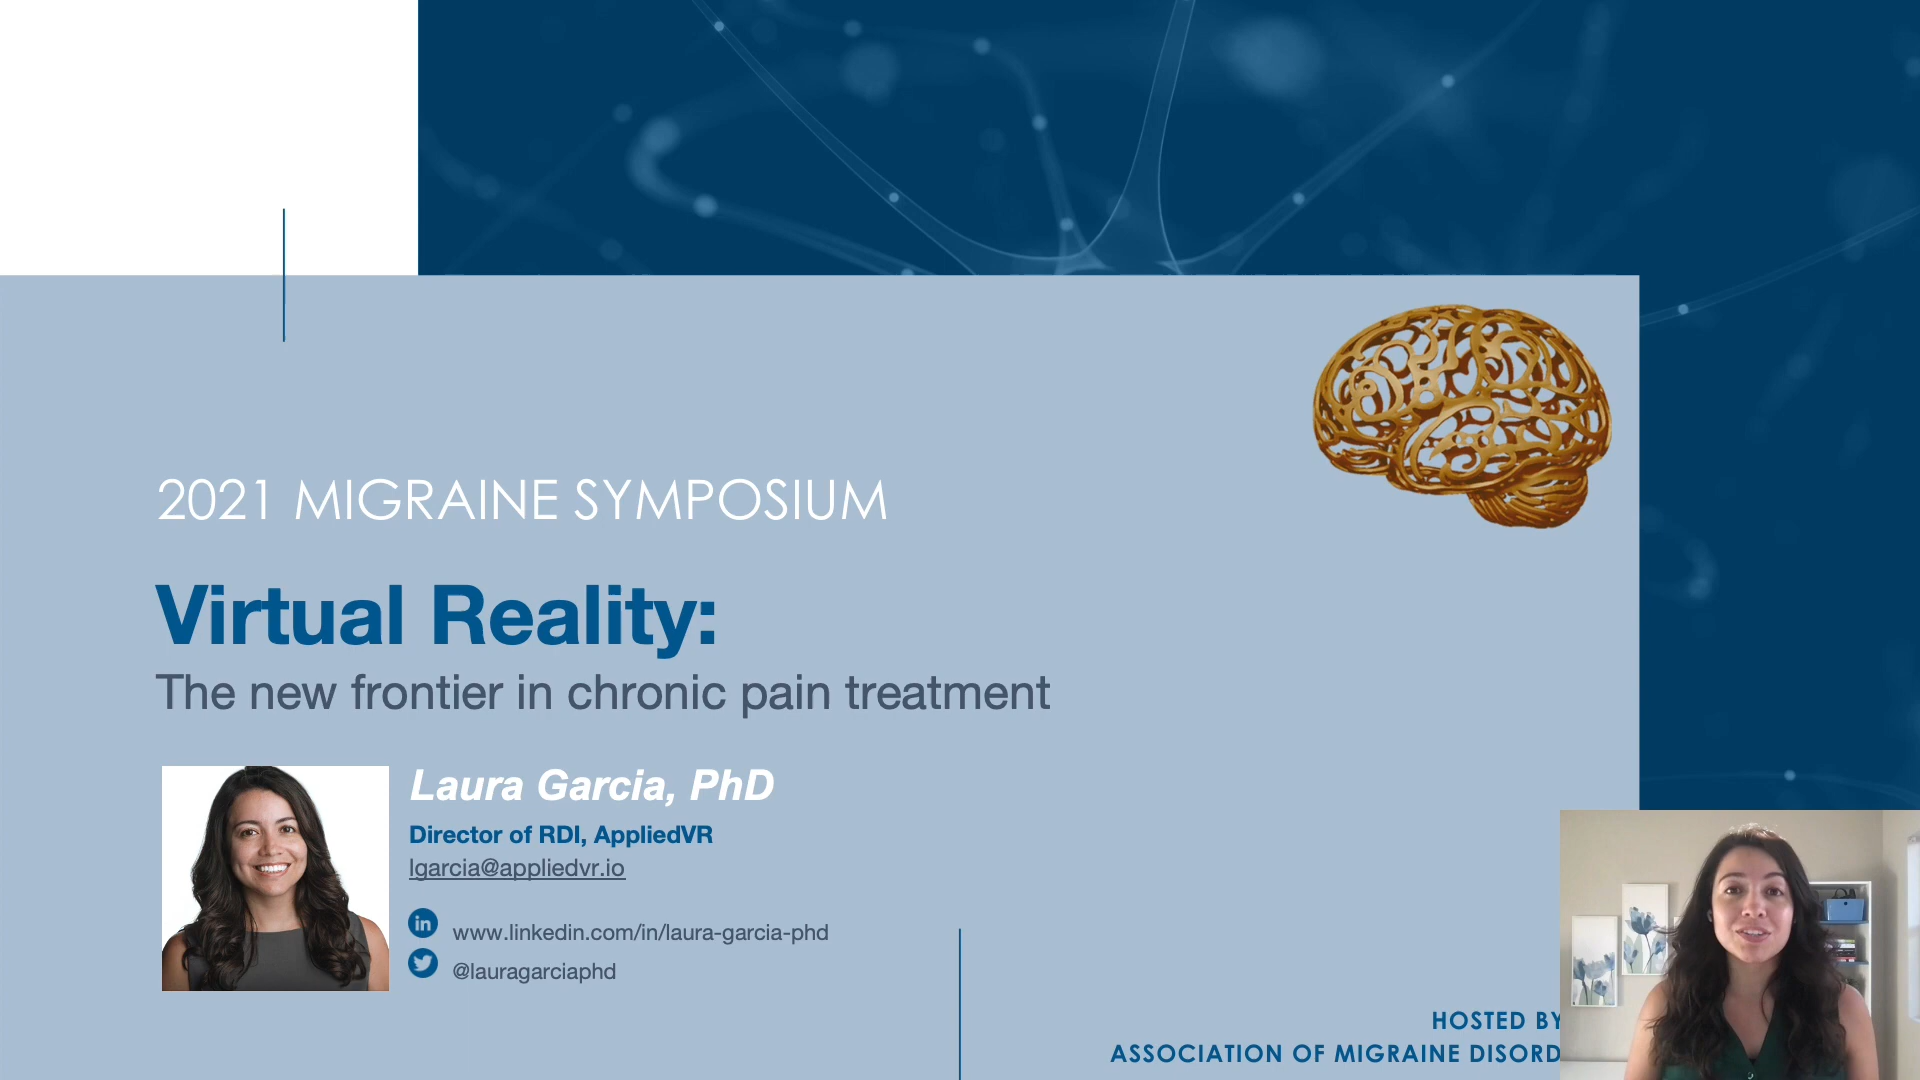 2021 MIGRAINE SYMPOSIUM
Virtual Reality:
The new frontier in chronic pain treatment
Laura Garcia, PhD
Director of RDI, AppliedVR
lgarcia@appliedvr.io
in www.linkedin.com/in/laura-garcia-phd
@lauragarciaphd
HOSTED BY
ASSOCIATION OF MIGRAINE DISORD